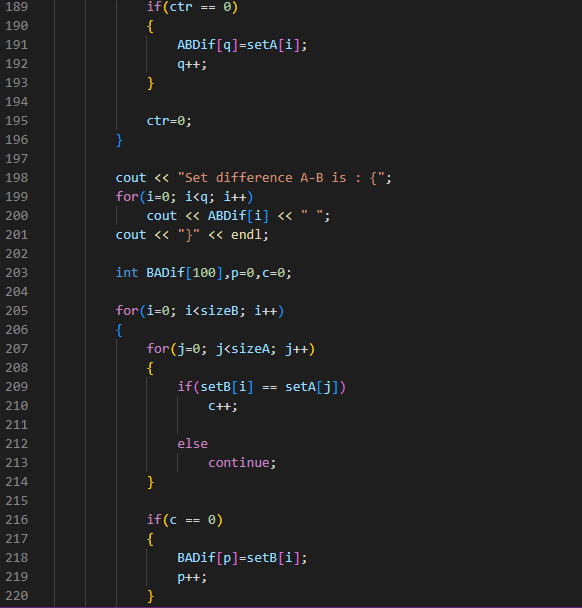 189 if(ctr == 0)
190 {
191 ABDif[q]=setA[i];
192 q++;
193 }
194
195 ctr=0;
196 }
197
198 cout << "Set difference A-B is : {";
199 for(i=0; i<q; i++)
200 cout << ABDif[i] << " ";
201 cout << "}" << endl;
202
203 int BADif[100],p=0,c=0;
204
205 for(i=0; i<sizeB; i++)
206 {
207 for(j=0; j<sizeA; j++)
208 {
209 if(setB[i] == setA[j])
210 c++;
211
212 else
213 continue;
214 }
215
216 if(c == 0)
217 {
218 BADif[p]=setB[i];
219 p++;
220 }